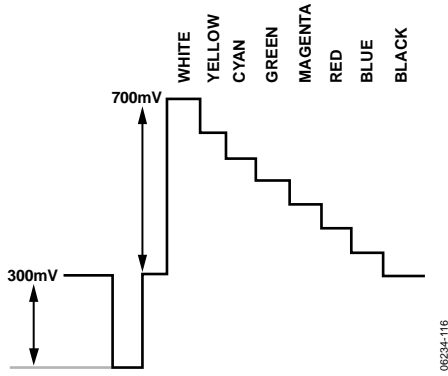 WHITE
YELLOW
CYAN
GREEN
MAGENTA
RED
BLUE
BLACK
700mV
300mV
06234-116